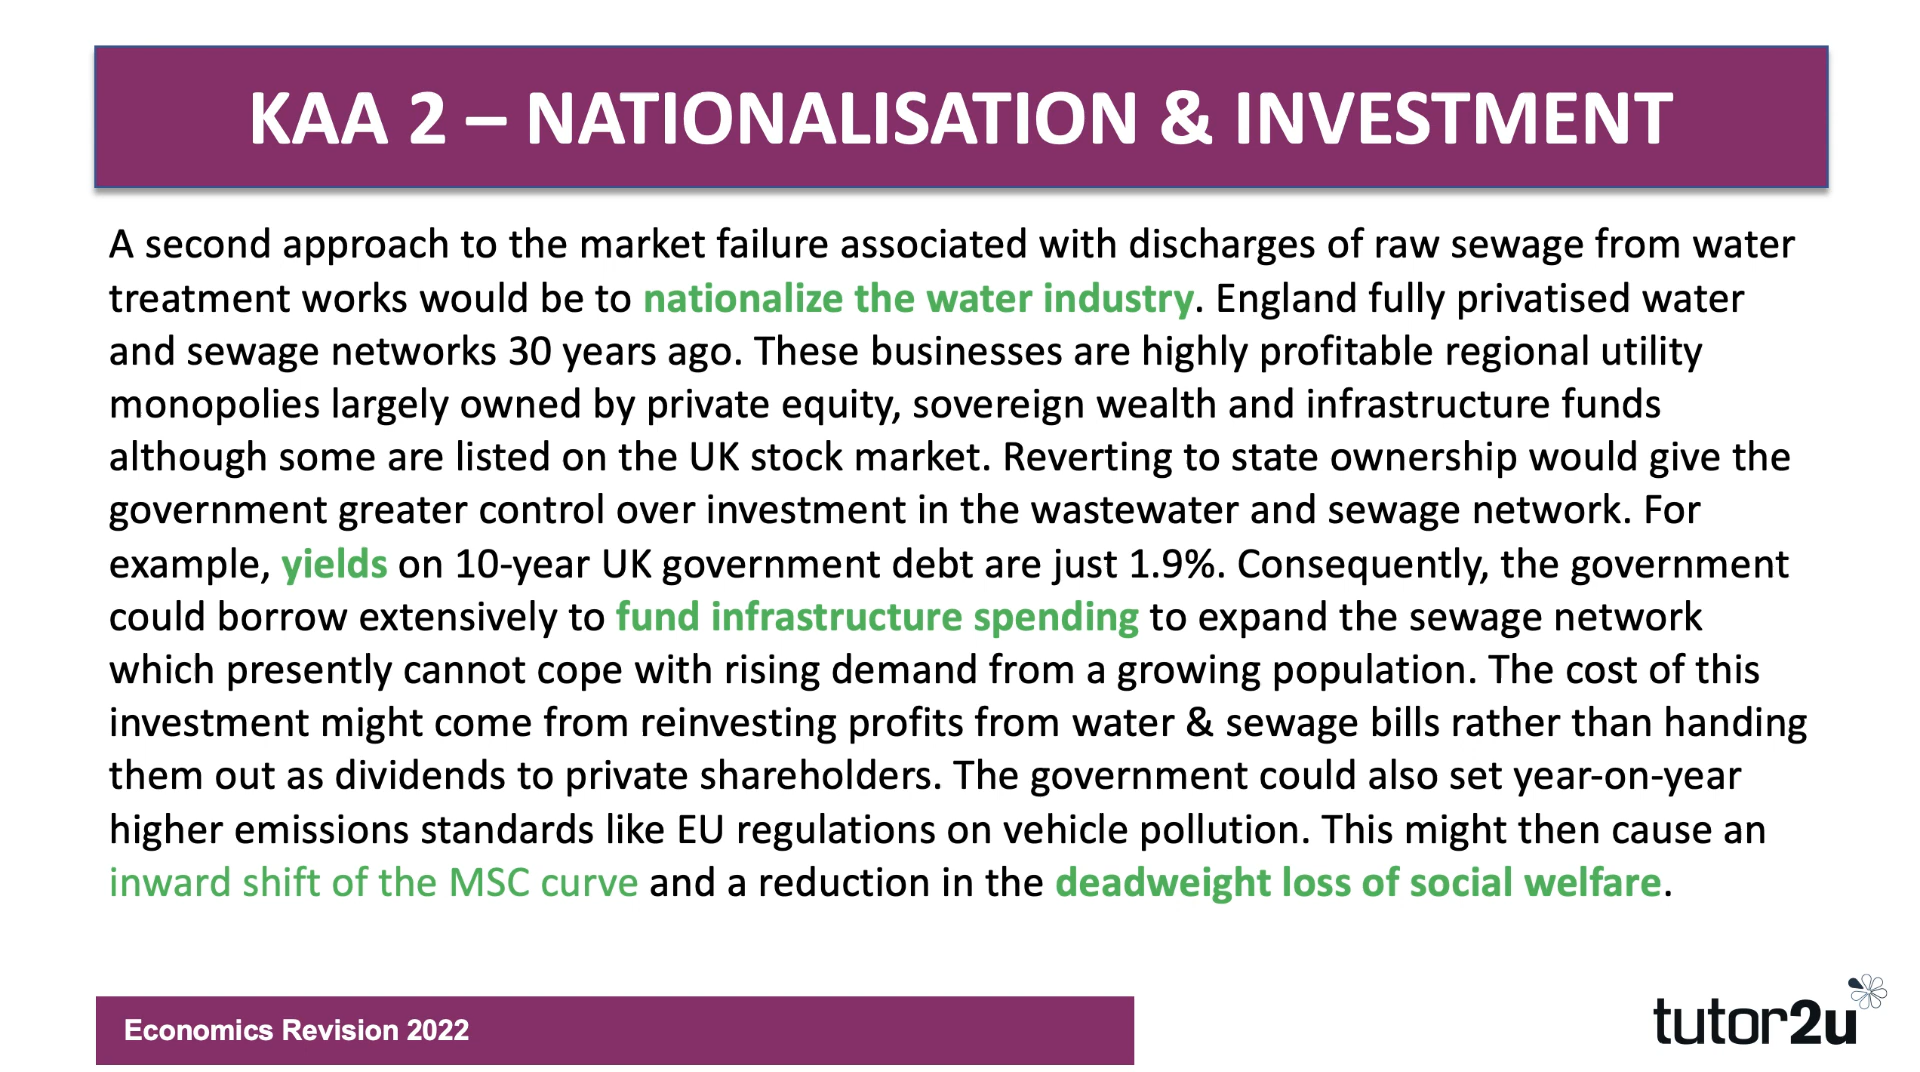 KAA 2 – NATIONALISATION & INVESTMENT
A second approach to the market failure associated with discharges of raw sewage from water
treatment works would be to nationalize the water industry. England fully privatised water
and sewage networks 30 years ago. These businesses are highly profitable regional utility
monopolies largely owned by private equity, sovereign wealth and infrastructure funds
although some are listed on the UK stock market. Reverting to state ownership would give the
government greater control over investment in the wastewater and sewage network. For
example, yields on 10-year UK government debt are just 1.9%. Consequently, the government
could borrow extensively to fund infrastructure spending to expand the sewage network
which presently cannot cope with rising demand from a growing population. The cost of this
investment might come from reinvesting profits from water & sewage bills rather than handing
them out as dividends to private shareholders. The government could also set year-on-year
higher emissions standards like EU regulations on vehicle pollution. This might then cause an
inward shift of the MSC curve and a reduction in the deadweight loss of social welfare.
Economics Revision 2022
tutor2u